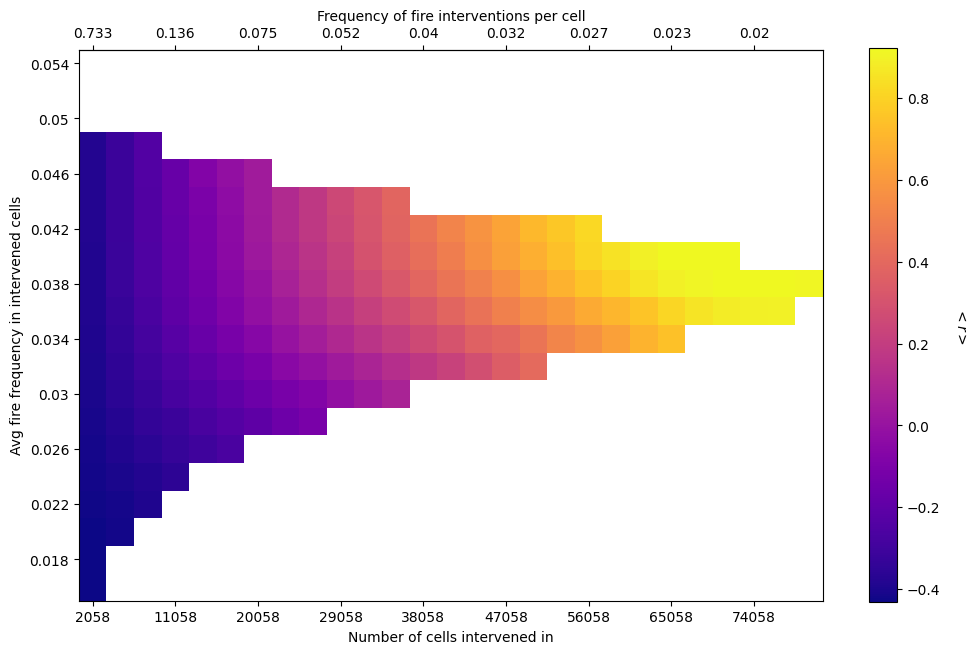 Frequency of fire interventions per cell
0.733 0.136 0.075 0.052 0.04 0.032 0.027 0.023 0.02
0.054
0.05
0.046
0.042
0.038
0.034
0.03
0.026
0.022
0.018
Avg fire frequency in intervened cells
2058 11058 20058 29058 38058 47058 56058 65058 74058
Number of cells intervened in
0.8
0.6
0.4
0.2
0.0
−0.2
−0.4
< r >